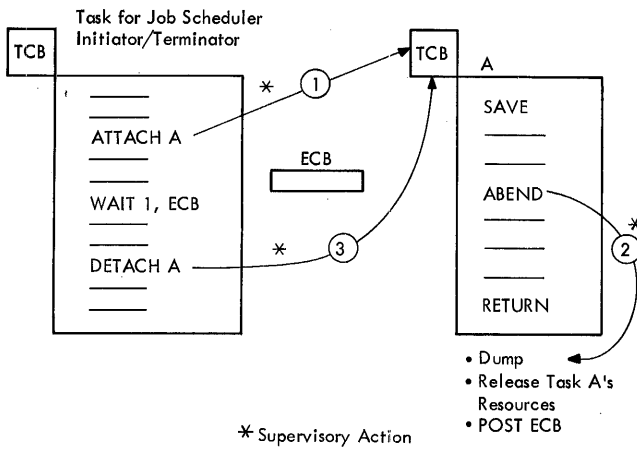 Task for Job Scheduler
Initiator/Terminator
TCB
ATTACH A
WAIT 1, ECB
DETACH A
* 1
ECB
* 3
TCB
A
SAVE
ABEND
* 2
RETURN
• Dump
• Release Task A's
Resources
• POST ECB
* Supervisory Action